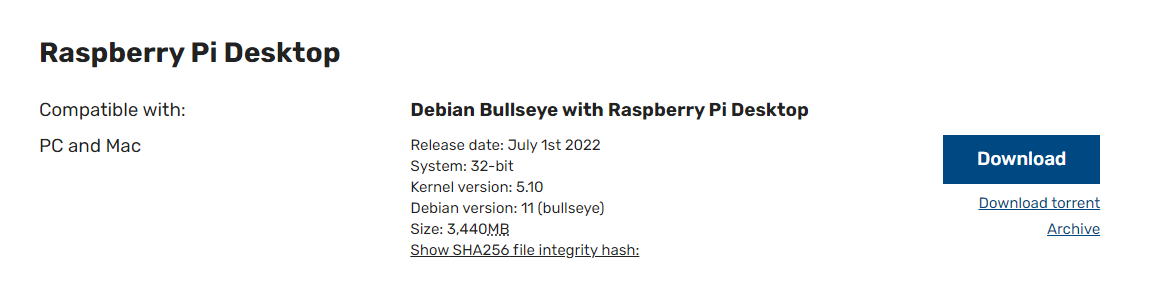 Raspberry Pi Desktop
Compatible with:
PC and Mac
Debian Bullseye with Raspberry Pi Desktop
Release date: July 1st 2022
System: 32-bit
Kernel version: 5.10
Debian version: 11 (bullseye)
Size: 3,440MB
Show SHA256 file integrity hash:
Download
Download torrent
Archive